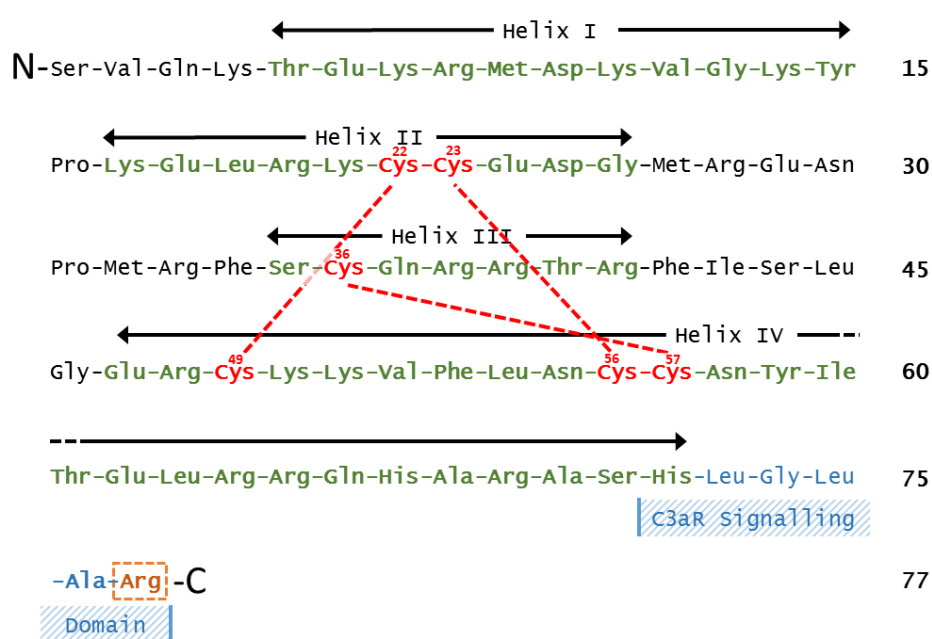 Helix I
N-Ser-Val-Gln-Lys-Thr-Glu-Lys-Arg-Met-Asp-Lys-Val-Gly-Lys-Tyr 15
Helix II
22 23
Pro-Lys-Glu-Leu-Arg-Lys-Cys-Cys-Glu-Asp-Gly-Met-Arg-Glu-Asn 30
Helix III
36
Pro-Met-Arg-Phe-Ser-Cys-Gln-Arg-Arg-Thr-Arg-Phe-Ile-Ser-Leu 45
Helix IV
49 56 57
Gly-Glu-Arg-Cys-Lys-Lys-Val-Phe-Leu-Asn-Cys-Cys-Asn-Tyr-Ile 60
Thr-Glu-Leu-Arg-Arg-Gln-His-Ala-Arg-Ala-Ser-His-Leu-Gly-Leu 75
C3aR Signalling
-Ala-Arg-C 77
Domain